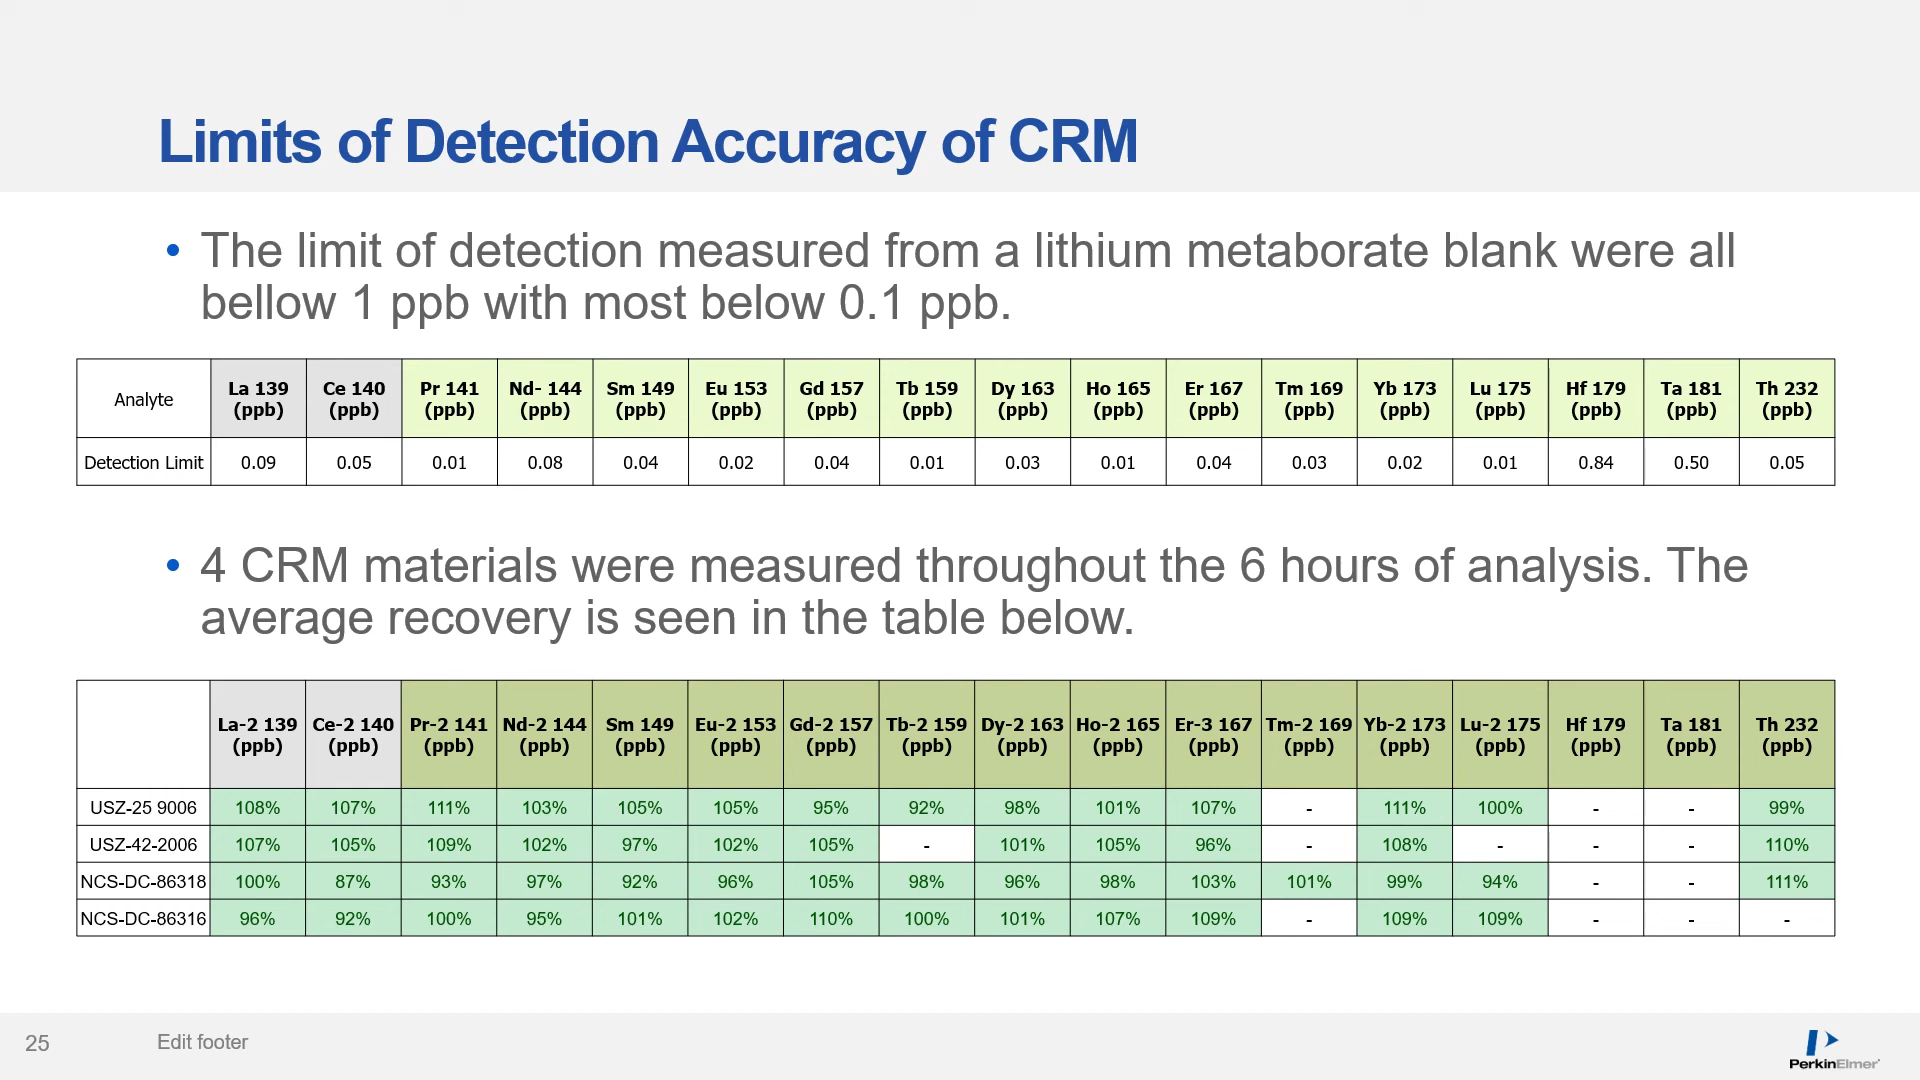 Limits of Detection Accuracy of CRM
• The limit of detection measured from a lithium metaborate blank were all
bellow 1 ppb with most below 0.1 ppb.
Analyte La 139 (ppb) Ce 140 (ppb) Pr 141 (ppb) Nd- 144 (ppb) Sm 149 (ppb) Eu 153 (ppb) Gd 157 (ppb) Tb 159 (ppb) Dy 163 (ppb) Ho 165 (ppb) Er 167 (ppb) Tm 169 (ppb) Yb 173 (ppb) Lu 175 (ppb) Hf 179 (ppb) Ta 181 (ppb) Th 232 (ppb)
Detection Limit 0.09 0.05 0.01 0.08 0.04 0.02 0.04 0.01 0.03 0.01 0.04 0.03 0.02 0.01 0.84 0.50 0.05
• 4 CRM materials were measured throughout the 6 hours of analysis. The
average recovery is seen in the table below.
La-2 139 (ppb) Ce-2 140 (ppb) Pr-2 141 (ppb) Nd-2 144 (ppb) Sm 149 (ppb) Eu-2 153 (ppb) Gd-2 157 (ppb) Tb-2 159 (ppb) Dy-2 163 (ppb) Ho-2 165 (ppb) Er-3 167 (ppb) Tm-2 169 (ppb) Yb-2 173 (ppb) Lu-2 175 (ppb) Hf 179 (ppb) Ta 181 (ppb) Th 232 (ppb)
USZ-25 9006 108% 107% 111% 103% 105% 105% 95% 92% 98% 101% 107% - 111% 100% - - 99%
USZ-42-2006 107% 105% 109% 102% 97% 102% 105% - 101% 105% 96% - 108% - - - 110%
NCS-DC-86318 100% 87% 93% 97% 92% 96% 105% 98% 96% 98% 103% 101% 99% 94% - - 111%
NCS-DC-86316 96% 92% 100% 95% 101% 102% 110% 100% 101% 107% 109% - 109% 109% - - -
25 Edit footer
PerkinElmer